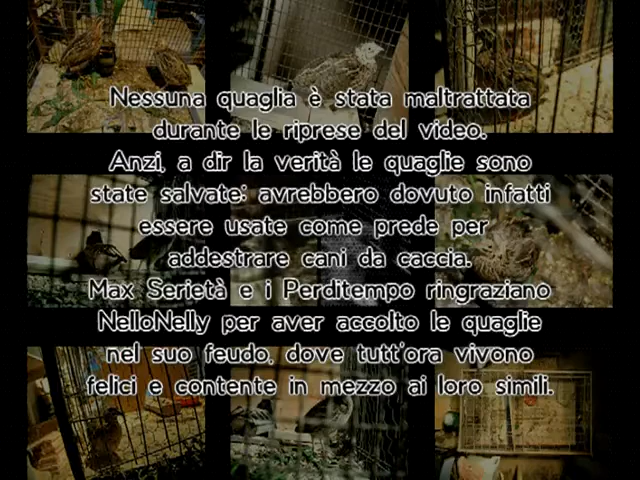 Nessuna quaglia è stata maltrattata
durante le riprese del video.
Anzi, a dir la verità le quaglie sono
state salvate: avrebbero dovuto infatti
essere usate come prede per
addestrare cani da caccia.
Max Serietà e i Perditempo ringraziano
NelloNelly per aver accolto le quaglie
nel suo feudo, dove tutt'ora vivono
felici e contente in mezzo ai loro simili.